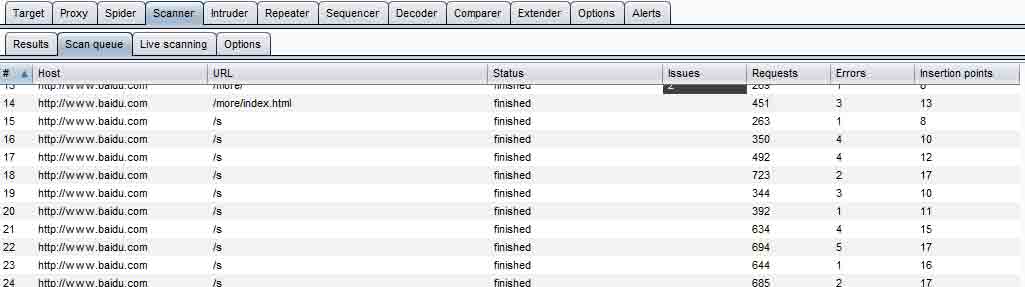 Target Proxy Spider Scanner Intruder Repeater Sequencer Decoder Comparer Extender Options Alerts
Results Scan queue Live scanning Options
# Host URL Status Issues Requests Errors Insertion points
13 http://www.baidu.com /more/ finished 2 269
14 http://www.baidu.com /more/index.html finished 451 3 13
15 http://www.baidu.com /s finished 263 1 8
16 http://www.baidu.com /s finished 350 4 10
17 http://www.baidu.com /s finished 492 4 12
18 http://www.baidu.com /s finished 723 2 17
19 http://www.baidu.com /s finished 344 3 10
20 http://www.baidu.com /s finished 392 1 11
21 http://www.baidu.com /s finished 634 4 15
22 http://www.baidu.com /s finished 694 5 17
23 http://www.baidu.com /s finished 644 1 16
24 http://www.baidu.com /s finished 685 2 17